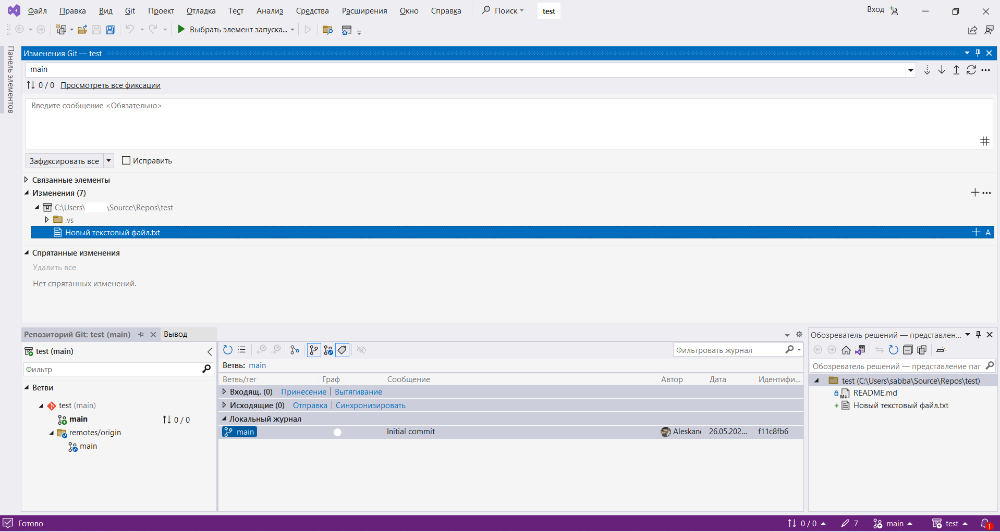 Файл Правка Вид Git Проект Отладка Тест Анализ Средства Расширения Окно Справка Поиск test Вход
Выбрать элемент запуска...
Панель элементов
Изменения Git — test
main
0 / 0 Просмотреть все фиксации
Введите сообщение <Обязательно>
Зафиксировать все Исправить
Связанные элементы
Изменения (7)
C:\Users\ \Source\Repos\test
.vs
Новый текстовый файл.txt A
Спрятанные изменения
Удалить все
Нет спрятанных изменений.
Репозиторий Git: test (main) Вывод
test (main)
Фильтр
Ветви
test (main)
main 0 / 0
remotes/origin
main
Фильтровать журнал
Ветвь: main
Ветвь/тег Граф Сообщение Автор Дата Идентифи...
Входящ. (0) Принесение Вытягивание
Исходящие (0) Отправка Синхронизировать
Локальный журнал
main Initial commit Aleskanc 26.05.202... f11c8fb6
Обозреватель решений — представлен...
Обозреватель решений — представление паг
test (C:\Users\sabba\Source\Repos\test)
README.md
Новый текстовый файл.txt
Готово 0 / 0 7 main test 1